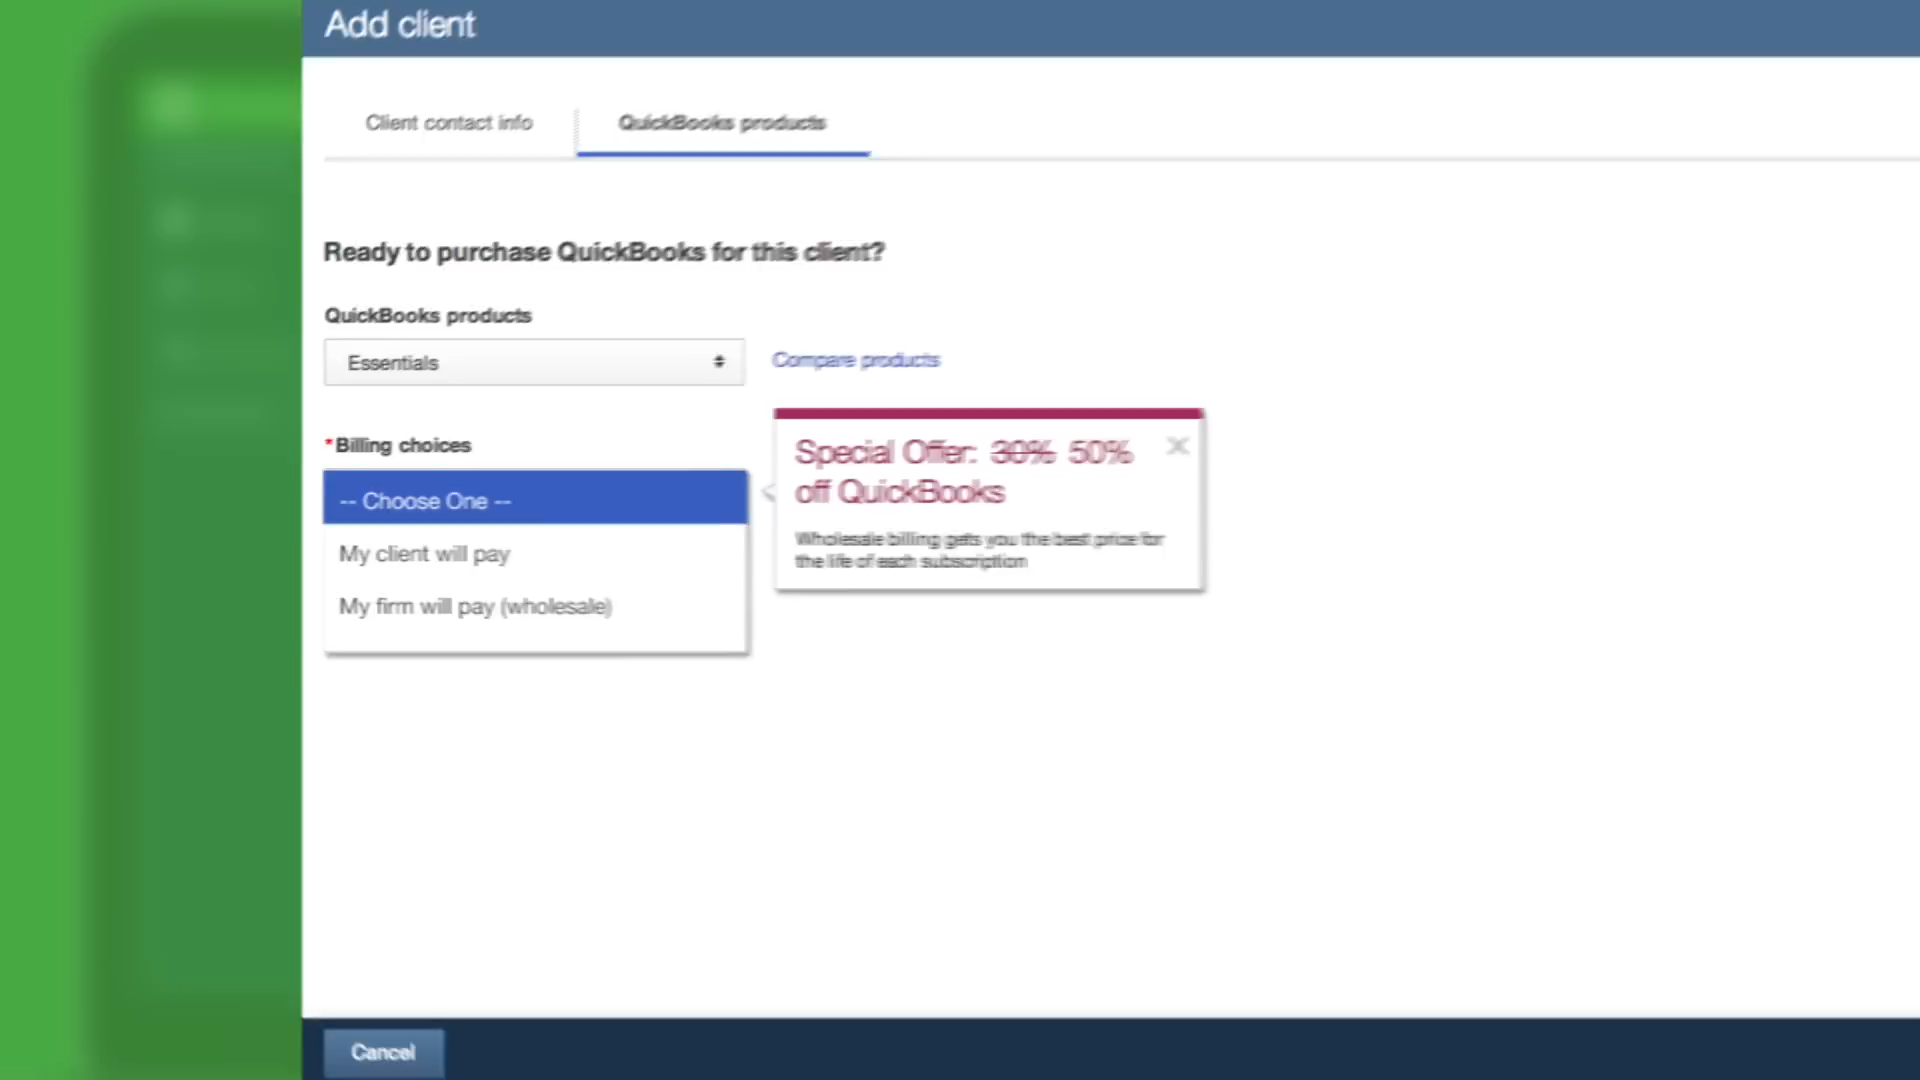 Add client
Client contact info
QuickBooks products
Ready to purchase QuickBooks for this client?
QuickBooks products
Essentials
Compare products
*Billing choices
-- Choose One --
My client will pay
My firm will pay (wholesale)
Special Offer: 30% 50%
off QuickBooks
Wholesale billing gets you the best price for
the life of each subscription
Cancel